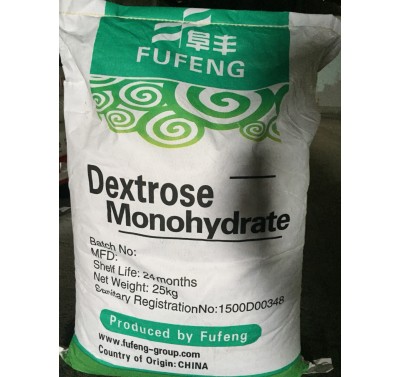 阜丰
FUFENG
Dextrose
Monohydrate
Batch No:
MFD:
Shelf Life: 24months
Net Weight: 25kg
Sanitary RegistrationNo:1500D00348
Produced by Fufeng
www.fufeng-group.com
Country of Origin: CHINA